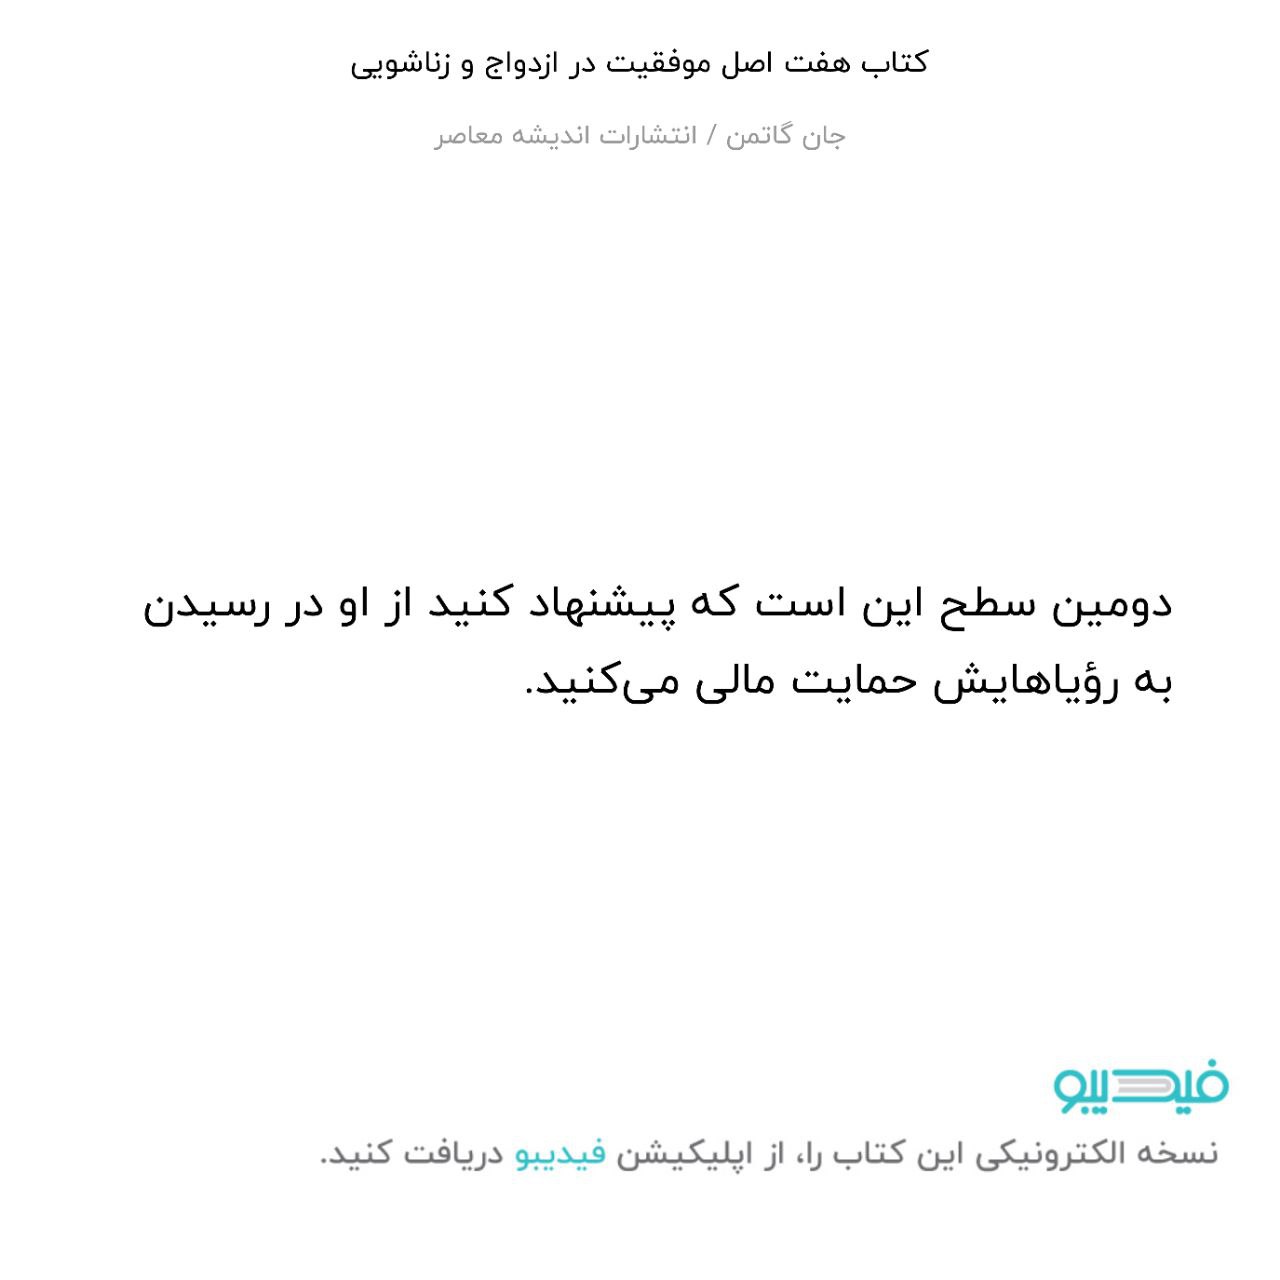 کتاب هفت اصل موفقیت در ازدواج و زناشویی
جان گاتمن / انتشارات اندیشه معاصر
دومین سطح این است که پیشنهاد کنید از او در رسیدن
به رؤیاهایش حمایت مالی می‌کنید.
فیدیبو
نسخه الکترونیکی این کتاب را، از اپلیکیشن فیدیبو دریافت کنید.